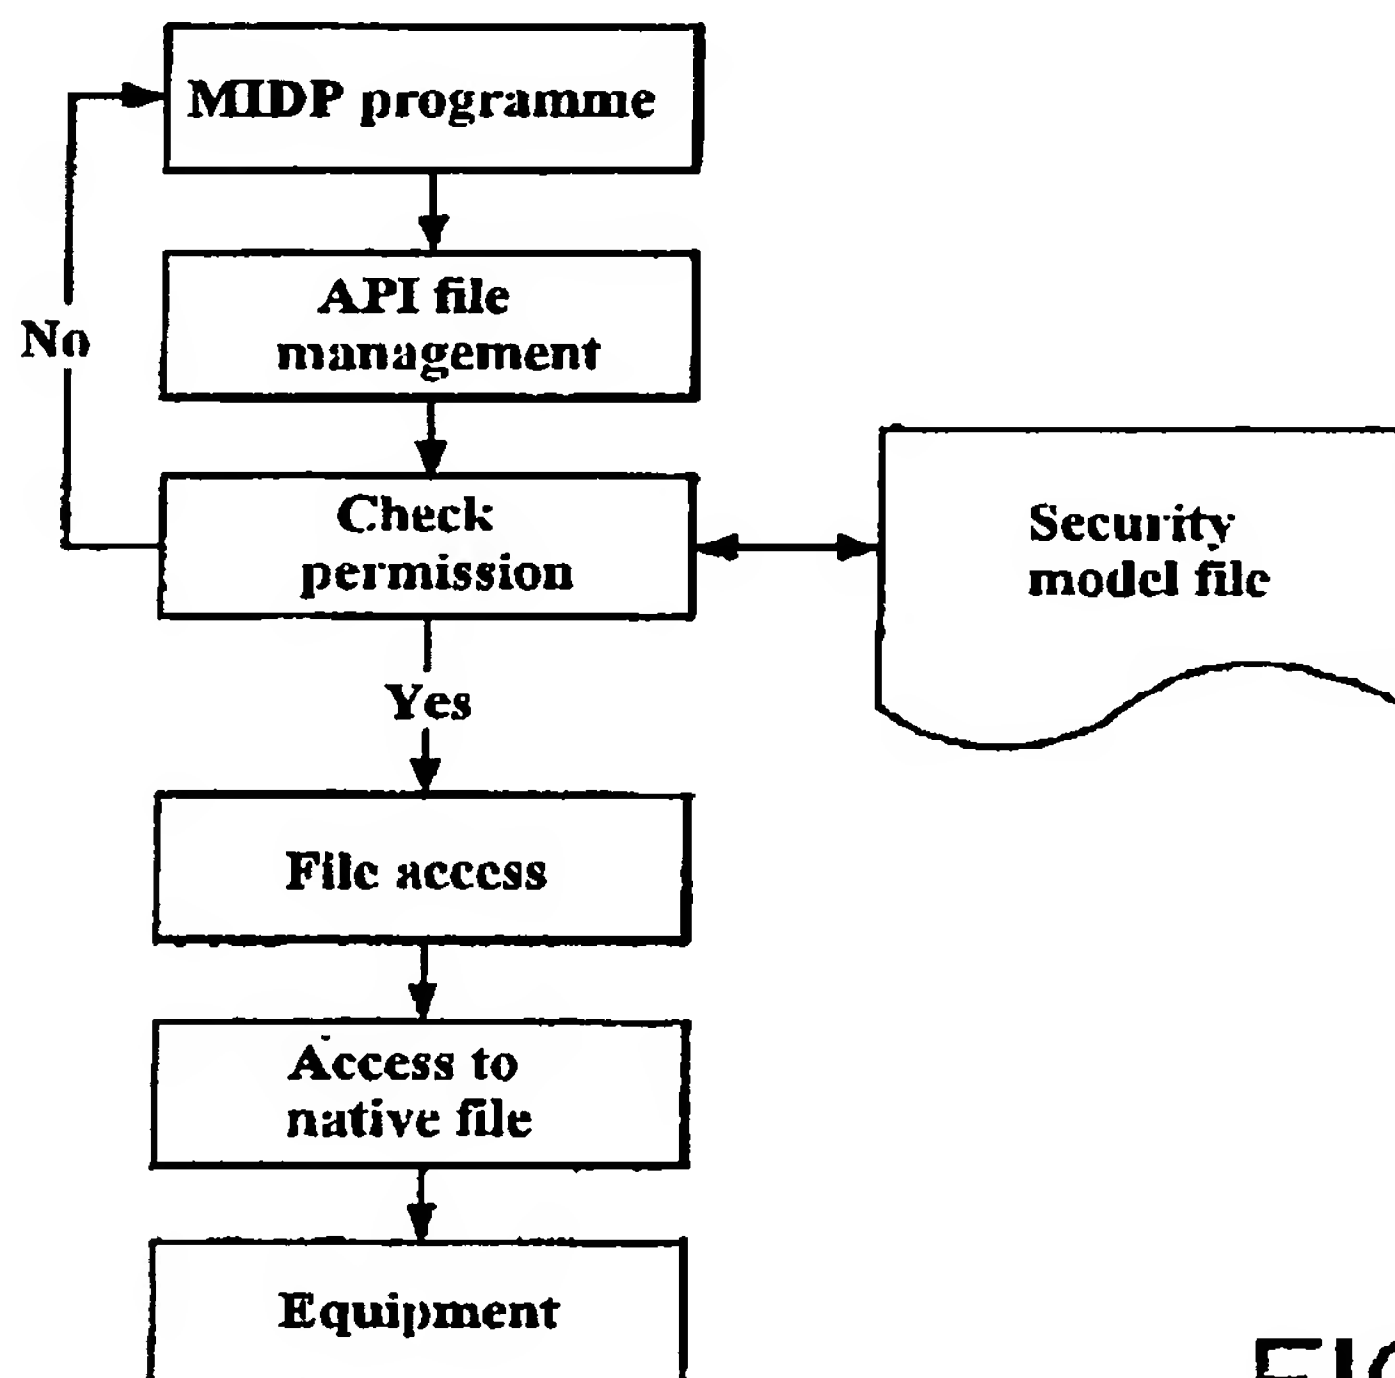 MIDP programme
API file
management
No
Check
permission
Security
model file
Yes
File access
Access to
native file
Equipment